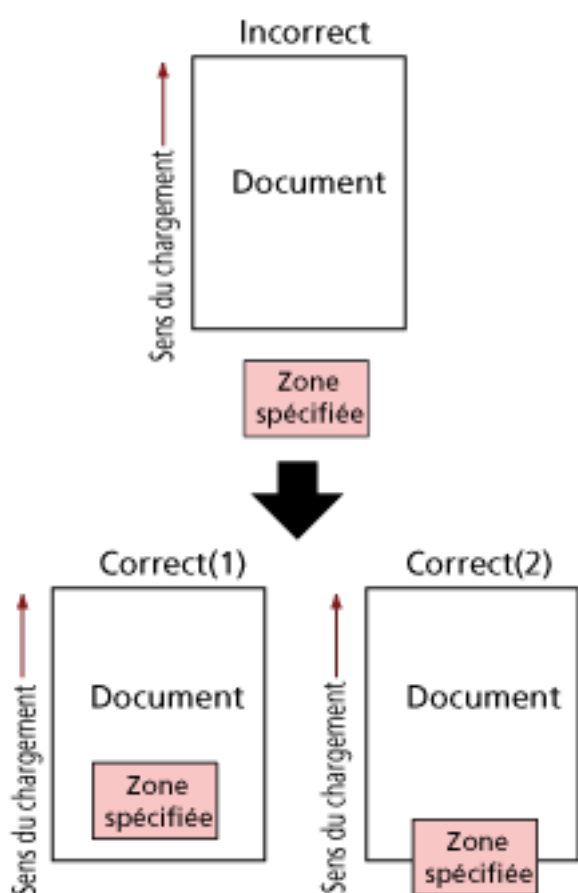 Incorrect
Sens du chargement
Document
Zone
spécifiée
Correct(1)
Sens du chargement
Document
Zone
spécifiée
Correct(2)
Sens du chargement
Document
Zone
spécifiée